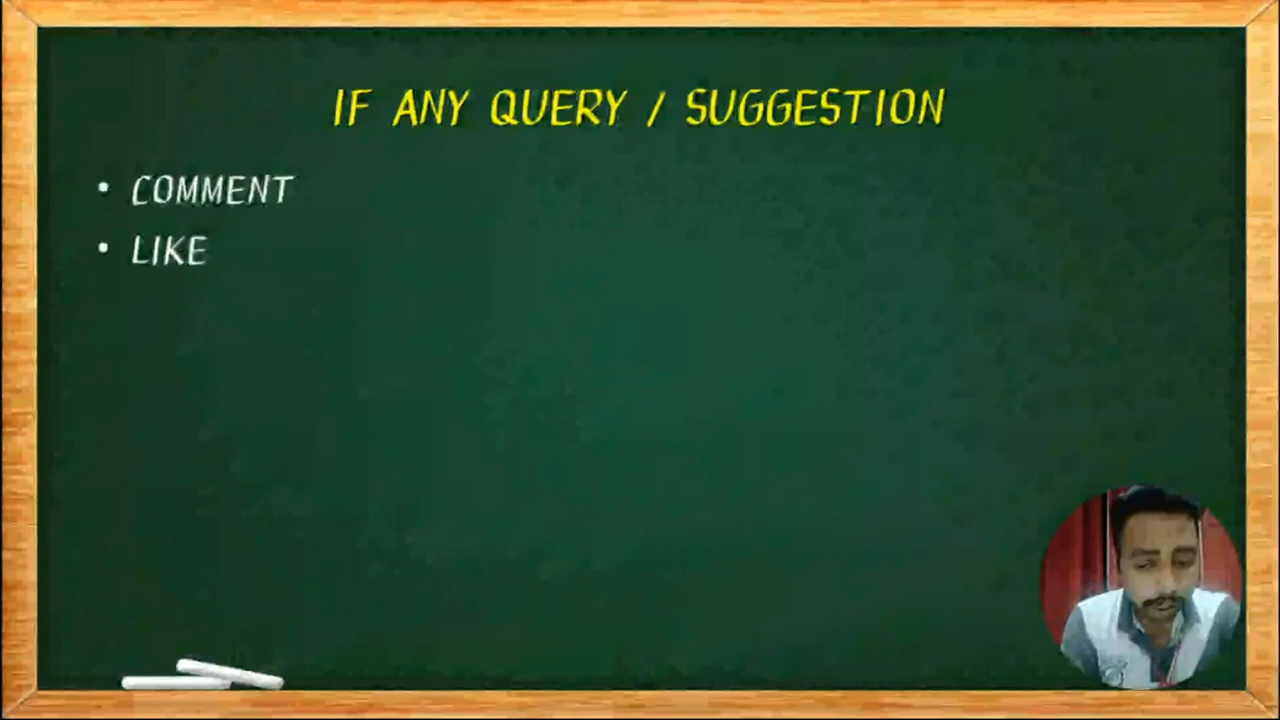 IF ANY QUERY / SUGGESTION
• COMMENT
• LIKE